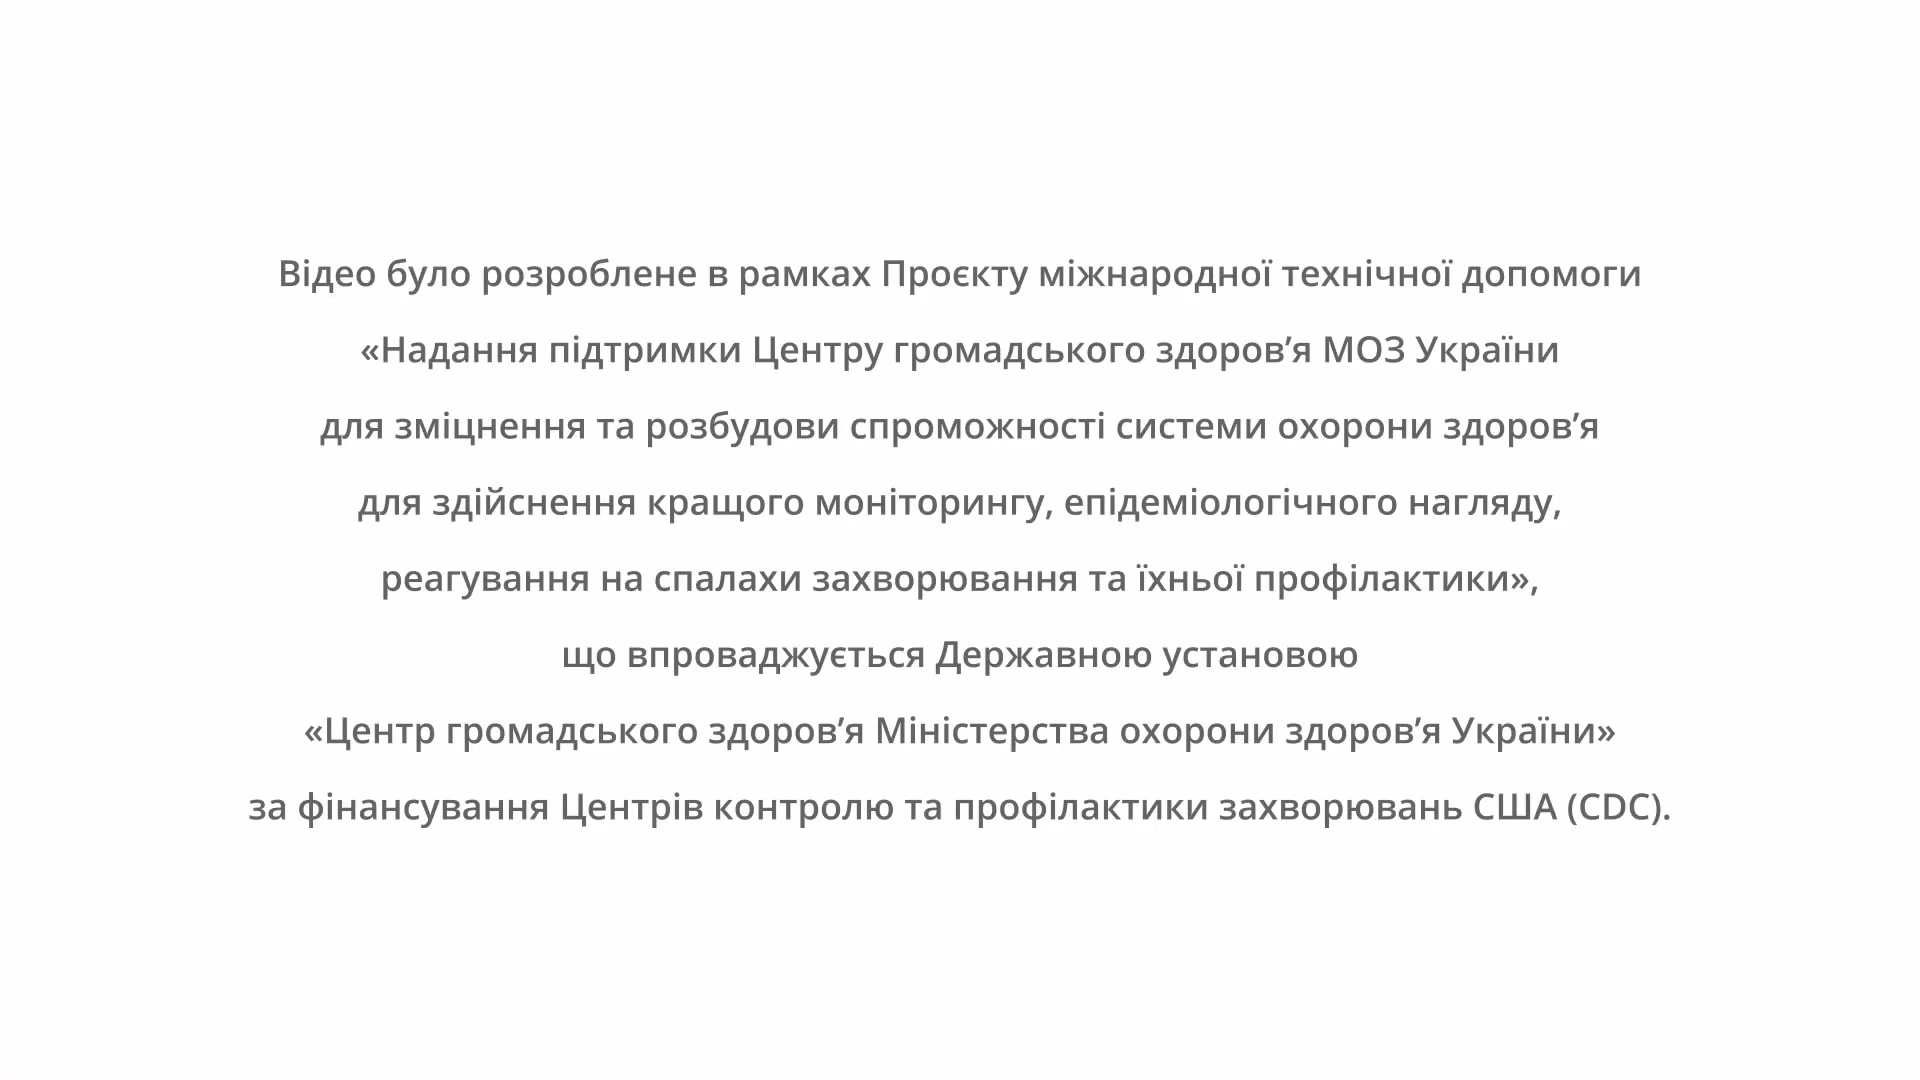 Відео було розроблене в рамках Проєкту міжнародної технічної допомоги
«Надання підтримки Центру громадського здоров’я МОЗ України
для зміцнення та розбудови спроможності системи охорони здоров’я
для здійснення кращого моніторингу, епідеміологічного нагляду,
реагування на спалахи захворювання та їхньої профілактики»,
що впроваджується Державною установою
«Центр громадського здоров’я Міністерства охорони здоров’я України»
за фінансування Центрів контролю та профілактики захворювань США (CDC).